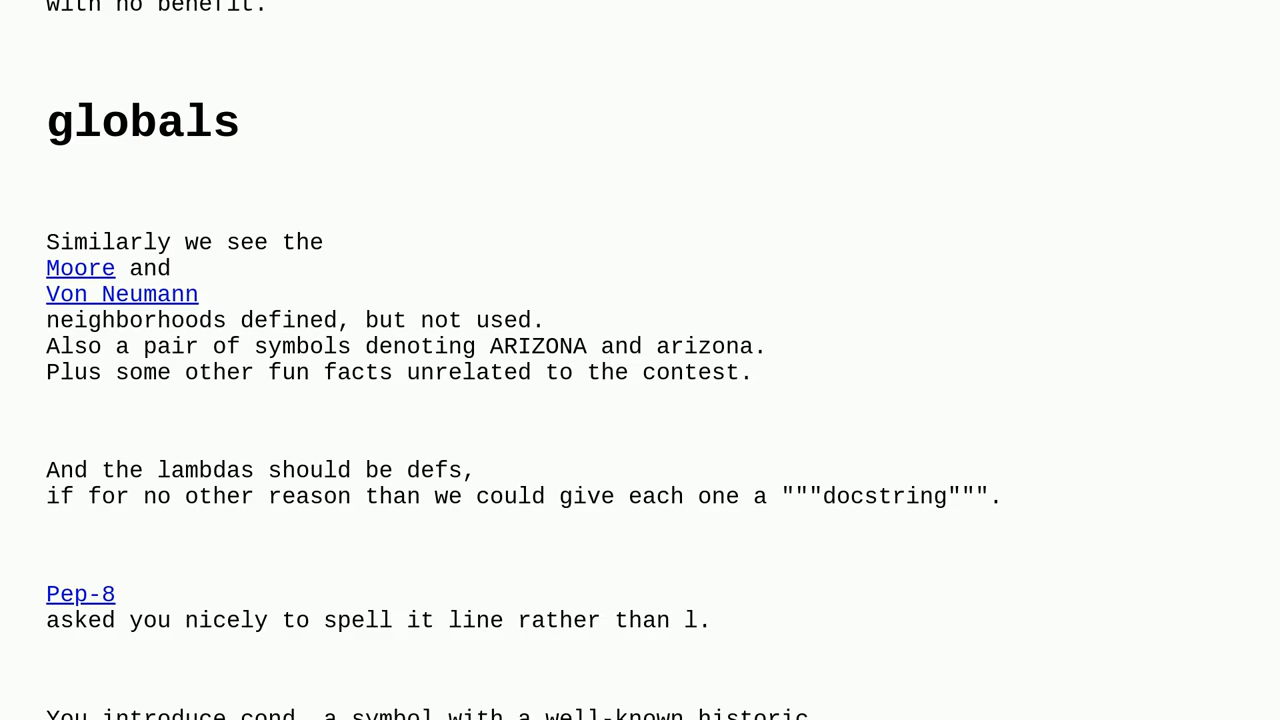 with no benefit.
globals
Similarly we see the
Moore and
Von Neumann
neighborhoods defined, but not used.
Also a pair of symbols denoting ARIZONA and arizona.
Plus some other fun facts unrelated to the contest.
And the lambdas should be defs,
if for no other reason than we could give each one a """docstring""".
Pep-8
asked you nicely to spell it line rather than l.
You introduce cond, a symbol with a well-known historic